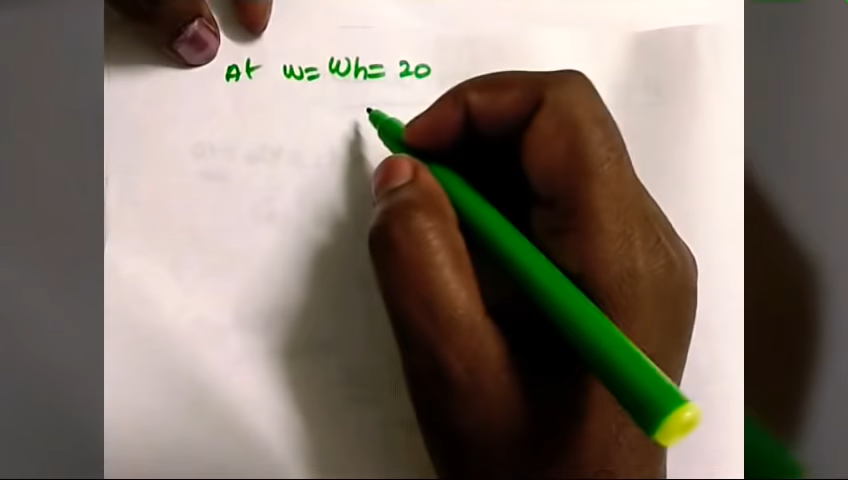 At w = Wh = 20